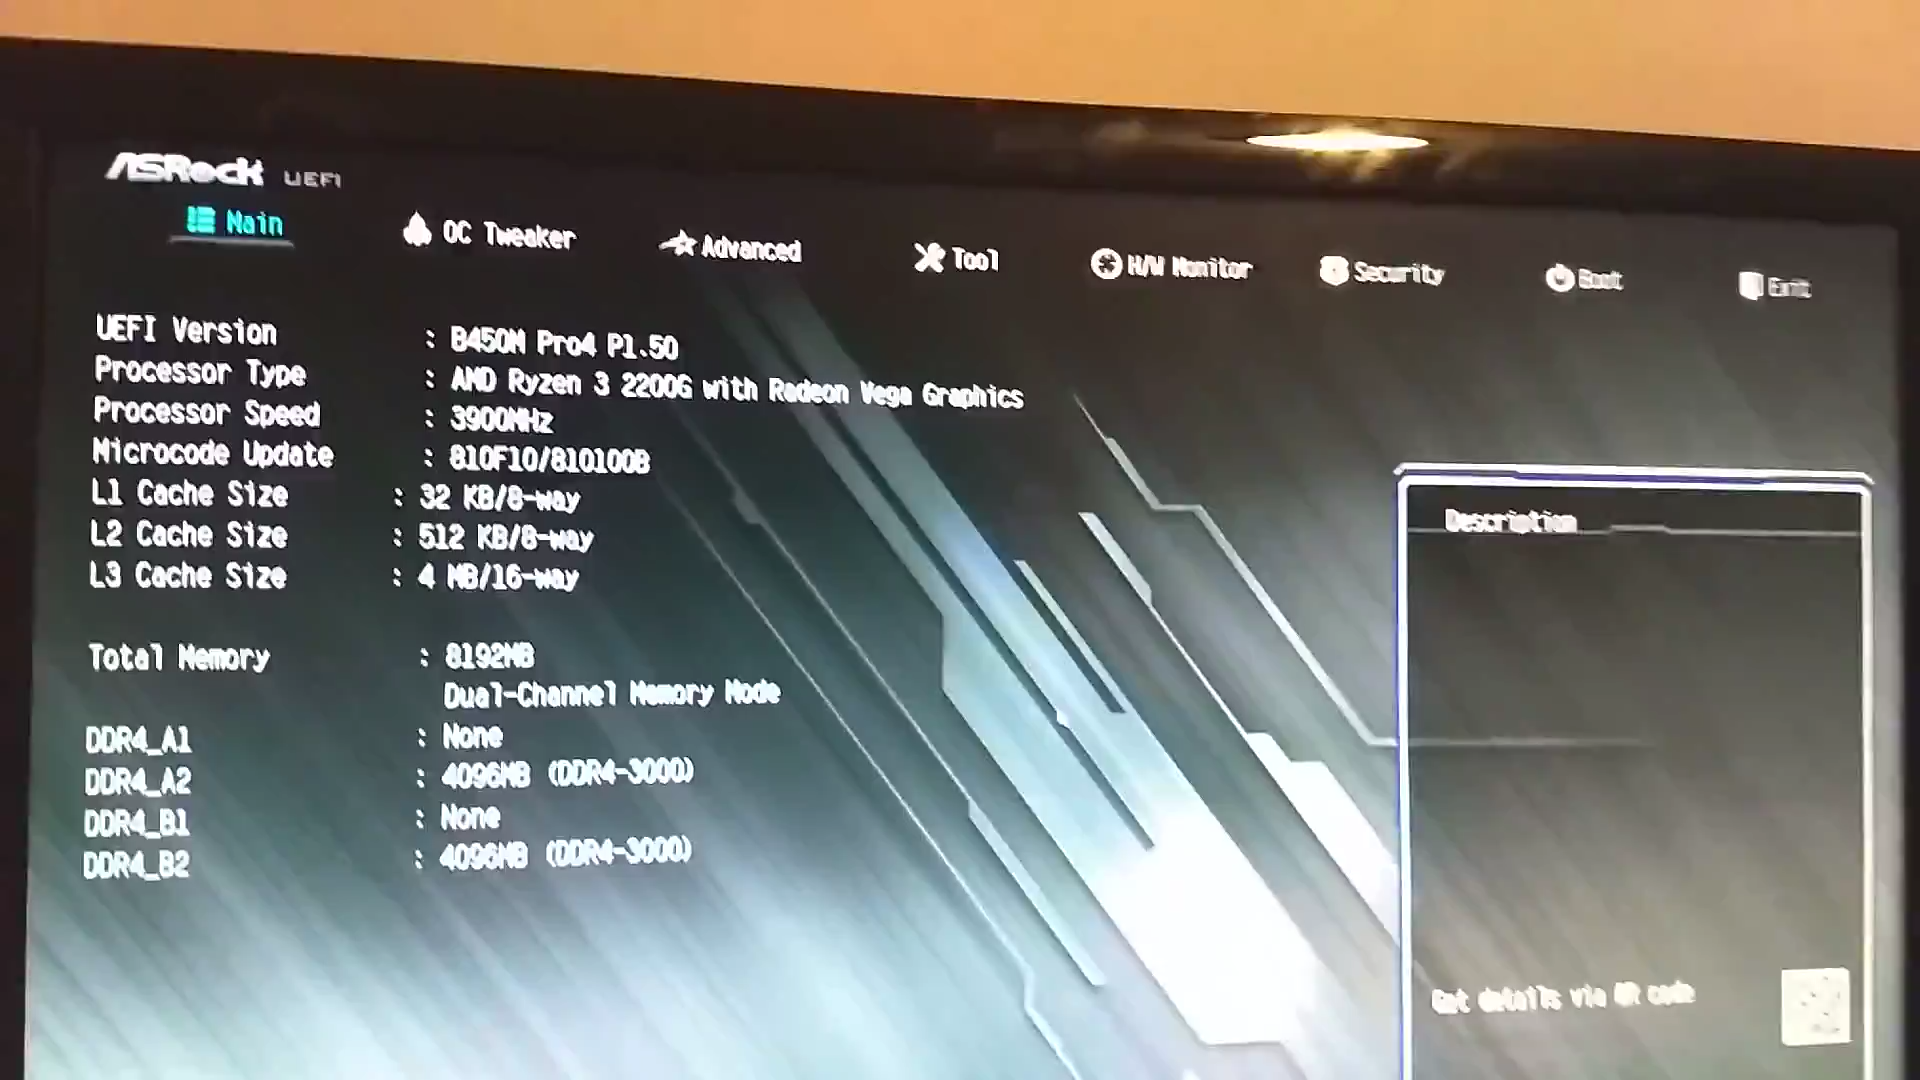 ASRock UEFI
Main OC Tweaker Advanced Tool H/W Monitor Security Boot Exit
UEFI Version : B450M Pro4 P1.50
Processor Type : AMD Ryzen 3 2200G with Radeon Vega Graphics
Processor Speed : 3900MHz
Microcode Update : 810F10/810100B
L1 Cache Size : 32 KB/8-way
L2 Cache Size : 512 KB/8-way
L3 Cache Size : 4 MB/16-way
Total Memory : 8192MB
Dual-Channel Memory Mode
DDR4_A1 : None
DDR4_A2 : 4096MB (DDR4-3000)
DDR4_B1 : None
DDR4_B2 : 4096MB (DDR4-3000)
Description
Get details via QR code